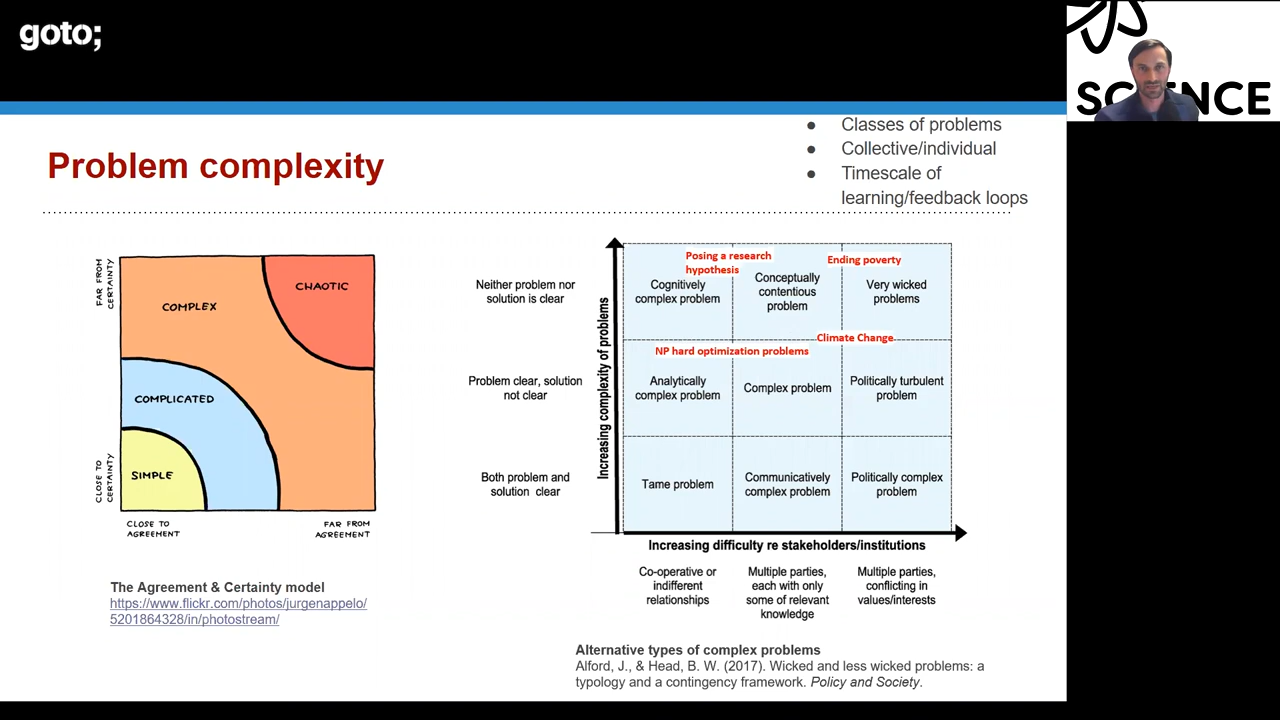 goto;
SCIENCE
● Classes of problems
● Collective/individual
● Timescale of
learning/feedback loops
Problem complexity
FAR FROM
CERTAINTY
CLOSE TO
CERTAINTY
COMPLEX
CHAOTIC
COMPLICATED
SIMPLE
CLOSE TO
AGREEMENT
FAR FROM
AGREEMENT
The Agreement & Certainty model
https://www.flickr.com/photos/jurgenappelo/
5201864328/in/photostream/
Neither problem nor
solution is clear
Problem clear, solution
not clear
Both problem and
solution clear
Increasing complexity of problems
Posing a research
hypothesis
Cognitively
complex problem
Conceptually
contentious
problem
Ending poverty
Very wicked
problems
Climate Change
NP hard optimization problems
Analytically
complex problem
Complex problem
Politically turbulent
problem
Tame problem
Communicatively
complex problem
Politically complex
problem
Increasing difficulty re stakeholders/institutions
Co-operative or
indifferent
relationships
Multiple parties,
each with only
some of relevant
knowledge
Multiple parties,
conflicting in
values/interests
Alternative types of complex problems
Alford, J., & Head, B. W. (2017). Wicked and less wicked problems: a
typology and a contingency framework. Policy and Society.